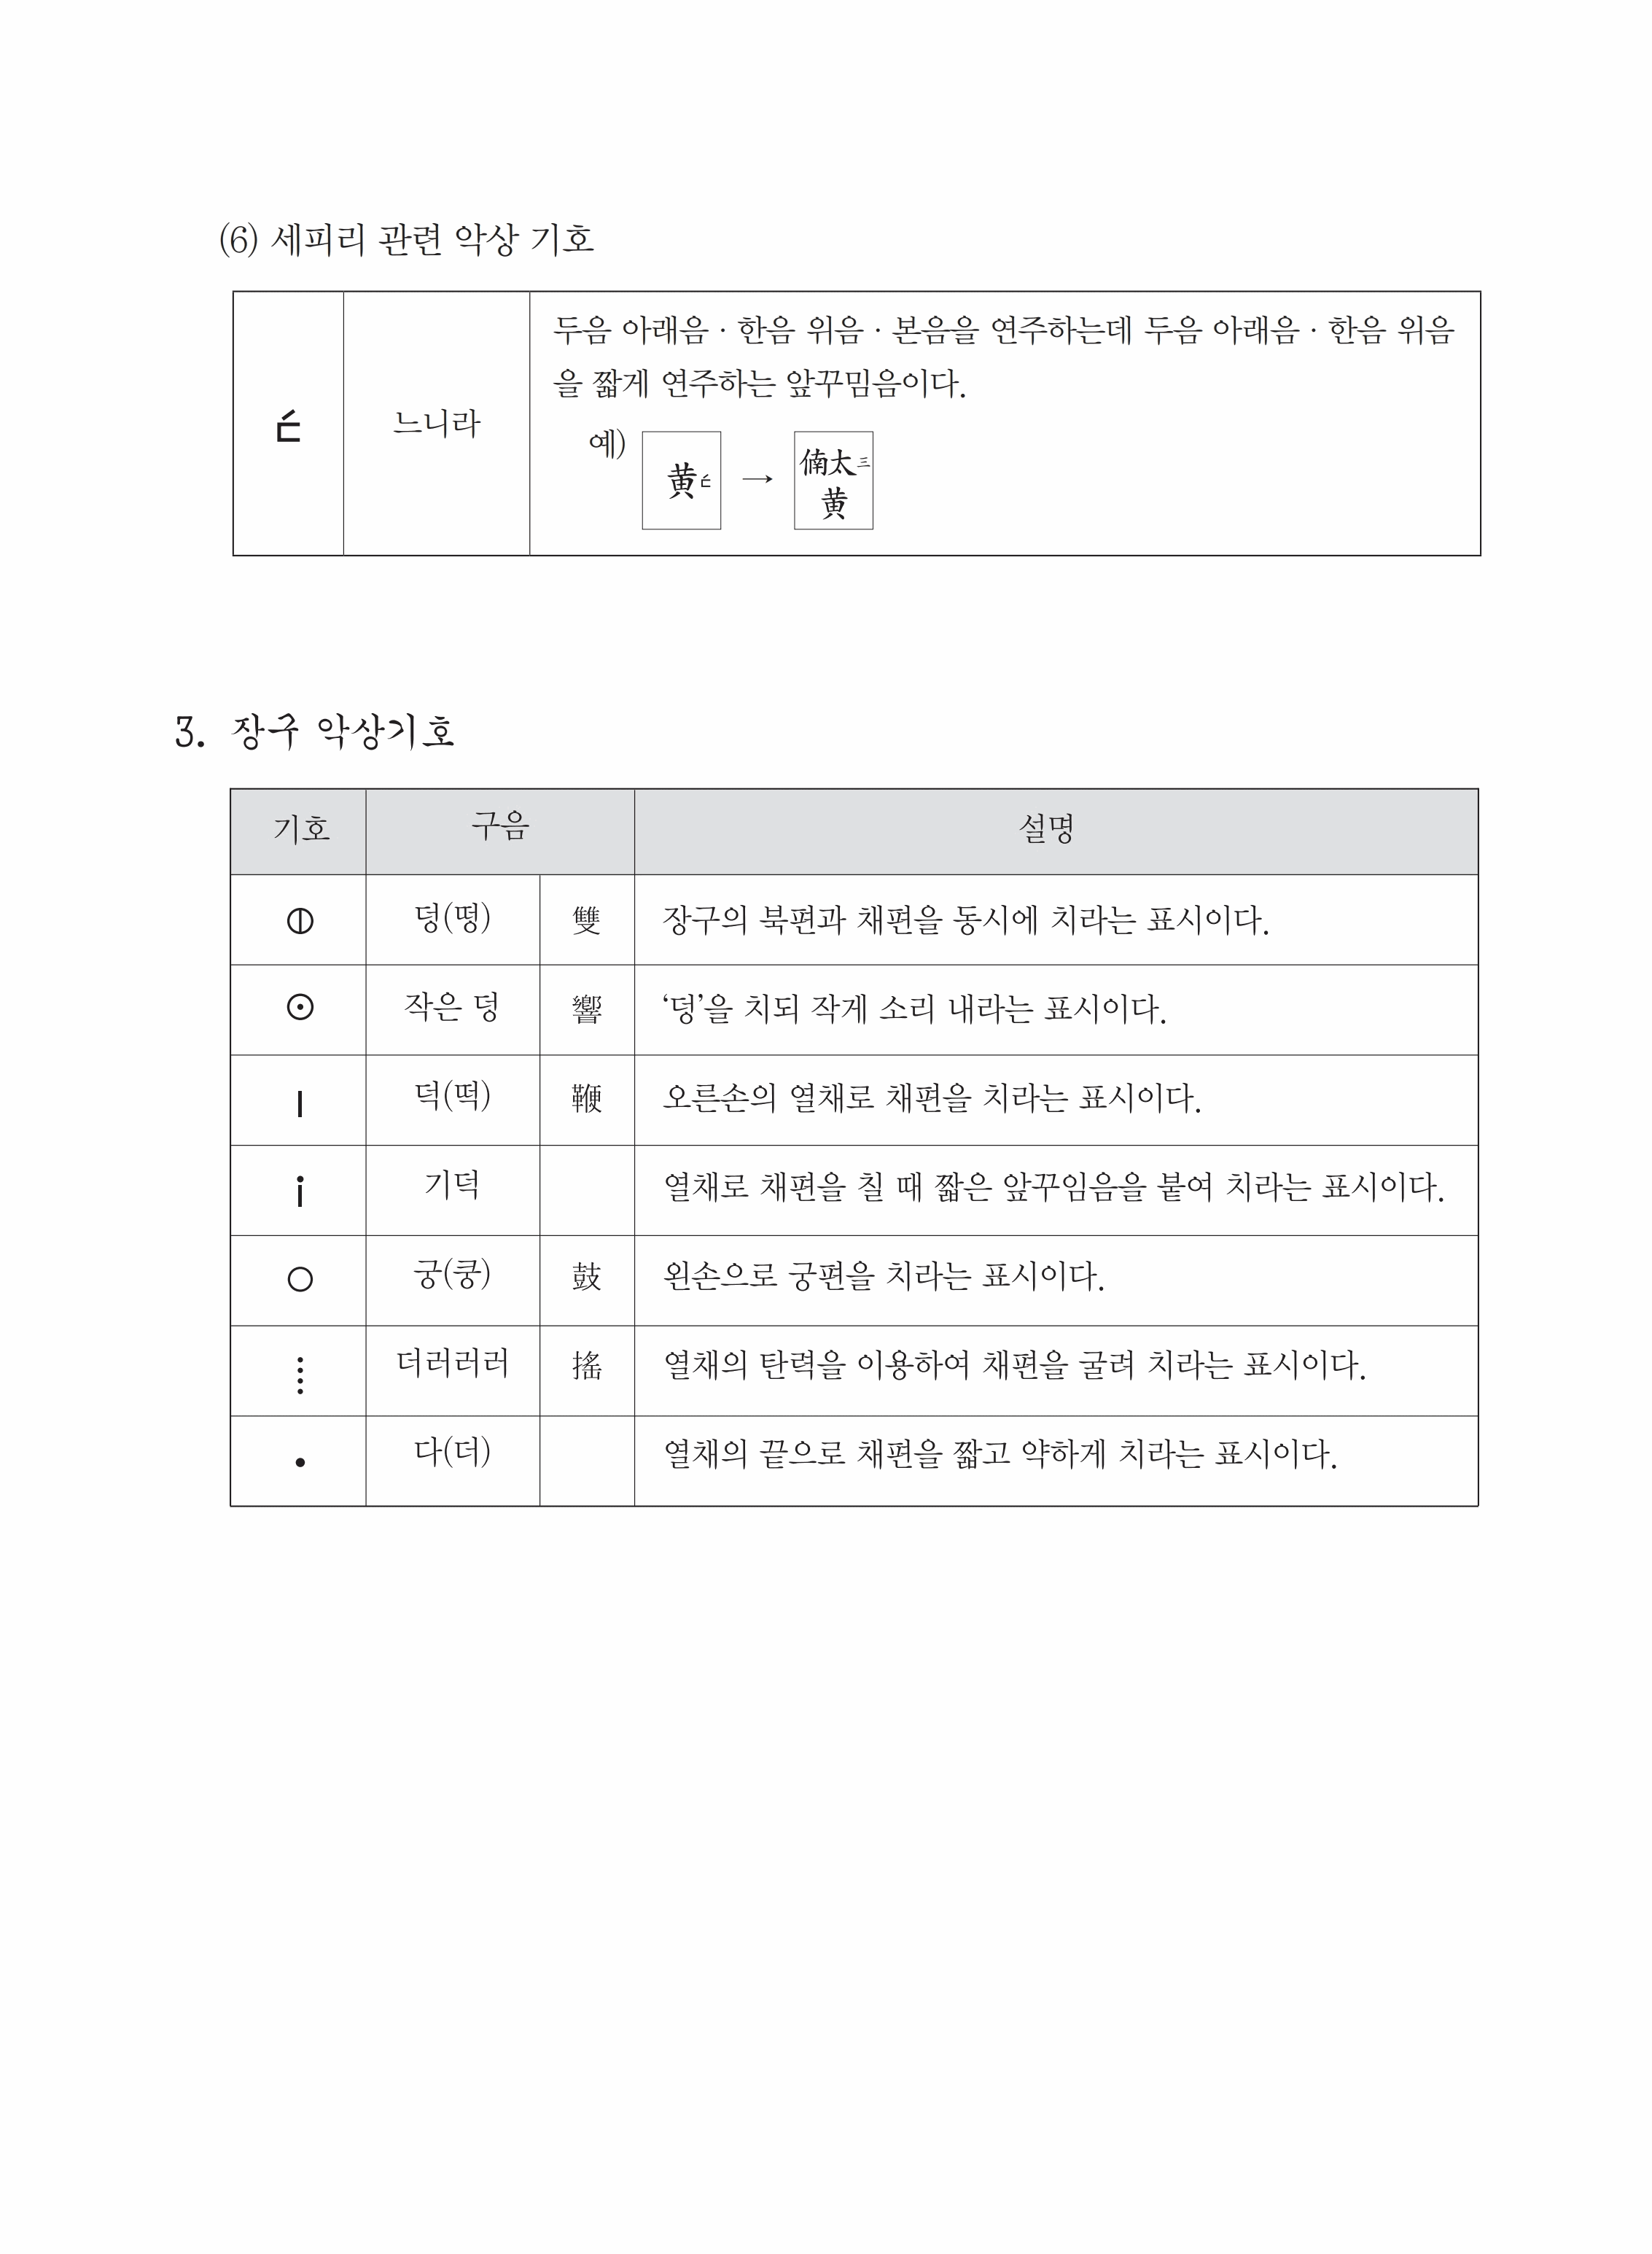 (6) 세피리 관련 악상 기호
느니라
두음 아래음 · 한음 위음 · 본음을 연주하는데 두음 아래음 · 한음 위음
을 짧게 연주하는 앞꾸밈음이다.
예) 黄 → 㑲太 三
黄
3. 장구 악상기호
기호 구음 설명
덩(떵) 雙 장구의 북편과 채편을 동시에 치라는 표시이다.
⊙ 작은 덩 響 ‘덩’을 치되 작게 소리 내라는 표시이다.
덕(떡) 鞭 오른손의 열채로 채편을 치라는 표시이다.
기덕 열채로 채편을 칠 때 짧은 앞꾸임음을 붙여 치라는 표시이다.
○ 궁(쿵) 鼓 왼손으로 궁편을 치라는 표시이다.
더러러러 搖 열채의 탄력을 이용하여 채편을 굴려 치라는 표시이다.
다(더) 열채의 끝으로 채편을 짧고 약하게 치라는 표시이다.